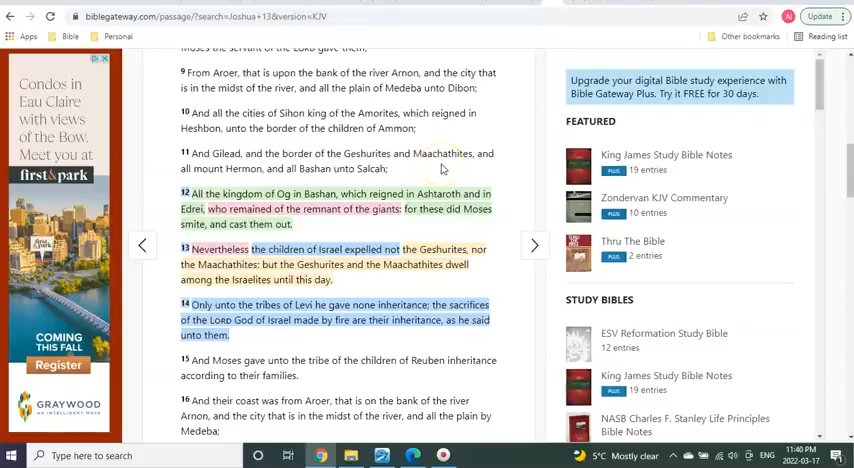 biblegateway.com/passage/?search=Joshua+13&version=KJV
AI
Update
Apps
Bible
Personal
Other bookmarks
Reading list
Condos in
Eau Claire
with views
of the Bow.
Meet you at
first&park
first
&park
COMING
THIS FALL
Register
GRAYWOOD
Moses the servant of the LORD gave them;
9 From Aroer, that is upon the bank of the river Arnon, and the city that
is in the midst of the river, and all the plain of Medeba unto Dibon;
10 And all the cities of Sihon king of the Amorites, which reigned in
Heshbon, unto the border of the children of Ammon;
11 And Gilead, and the border of the Geshurites and Maachathites, and
all mount Hermon, and all Bashan unto Salcah;
12 All the kingdom of Og in Bashan, which reigned in Ashtaroth and in
Edrei, who remained of the remnant of the giants: for these did Moses
smite, and cast them out.
13 Nevertheless the children of Israel expelled not the Geshurites, nor
the Maachathites: but the Geshurites and the Maachathites dwell
among the Israelites until this day.
14 Only unto the tribes of Levi he gave none inheritance; the sacrifices
of the LORD God of Israel made by fire are their inheritance, as he said
unto them.
15 And Moses gave unto the tribe of the children of Reuben inheritance
according to their families.
16 And their coast was from Aroer, that is on the bank of the river
Arnon, and the city that is in the midst of the river, and all the plain by
Medeba;
Upgrade your digital Bible study experience with
Bible Gateway Plus. Try it FREE for 30 days.
FEATURED
King James Study Bible Notes
PLUS 19 entries
Zondervan KJV Commentary
PLUS 10 entries
Thru The Bible
PLUS 2 entries
STUDY BIBLES
ESV Reformation Study Bible
12 entries
King James Study Bible Notes
PLUS 19 entries
NASB Charles F. Stanley Life Principles
Bible Notes
Type here to search
5°C Mostly clear
ENG
11:40 PM
2022-03-17